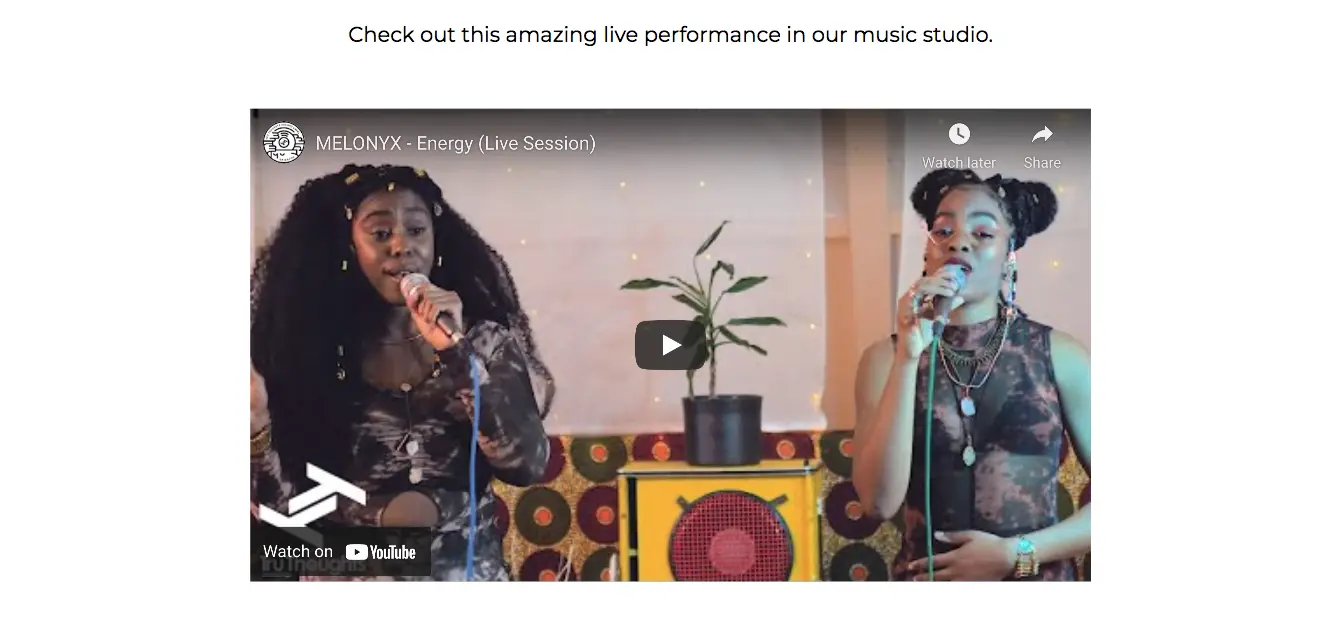 Check out this amazing live performance in our music studio.
MELONYX - Energy (Live Session)
Watch later
Share
Watch on YouTube
Tru Thoughts